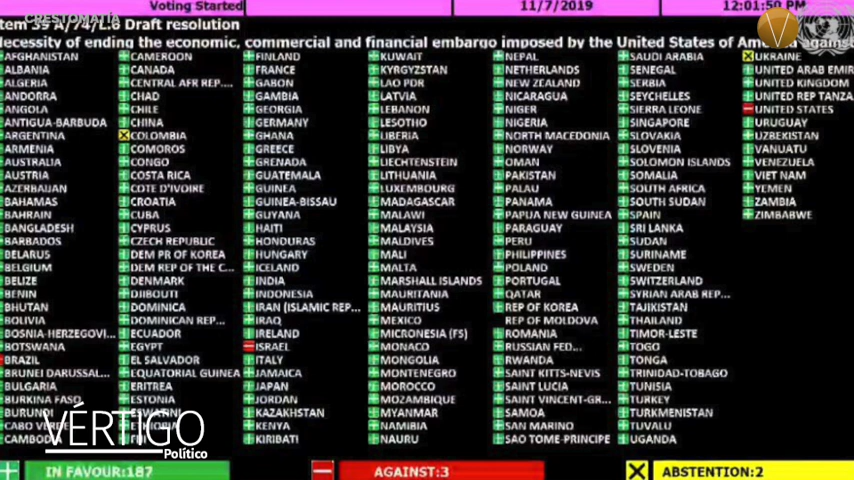 Voting Started 11/7/2019 12:01:50 PM
CRESTOMATÍA
tem 39 A/74/L.6 Draft resolution
lecessity of ending the economic, commercial and financial embargo imposed by the United States of America against
AFGHANISTAN CAMEROON FINLAND KUWAIT NEPAL SAUDI ARABIA UKRAINE
ALBANIA CANADA FRANCE KYRGYZSTAN NETHERLANDS SENEGAL UNITED ARAB EMIR
ALGERIA CENTRAL AFR REP.... GABON LAO PDR NEW ZEALAND SERBIA UNITED KINGDOM
ANDORRA CHAD GAMBIA LATVIA NICARAGUA SEYCHELLES UNITED REP TANZA
ANGOLA CHILE GEORGIA LEBANON NIGER SIERRA LEONE UNITED STATES
ANTIGUA-BARBUDA CHINA GERMANY LESOTHO NIGERIA SINGAPORE URUGUAY
ARGENTINA COLOMBIA GHANA LIBERIA NORTH MACEDONIA SLOVAKIA UZBEKISTAN
ARMENIA COMOROS GREECE LIBYA NORWAY SLOVENIA VANUATU
AUSTRALIA CONGO GRENADA LIECHTENSTEIN OMAN SOLOMON ISLANDS VENEZUELA
AUSTRIA COSTA RICA GUATEMALA LITHUANIA PAKISTAN SOMALIA VIET NAM
AZERBAIJAN COTE D'IVOIRE GUINEA LUXEMBOURG PALAU SOUTH AFRICA YEMEN
BAHAMAS CROATIA GUINEA-BISSAU MADAGASCAR PANAMA SOUTH SUDAN ZAMBIA
BAHRAIN CUBA GUYANA MALAWI PAPUA NEW GUINEA SPAIN ZIMBABWE
BANGLADESH CYPRUS HAITI MALAYSIA PARAGUAY SRI LANKA
BARBADOS CZECH REPUBLIC HONDURAS MALDIVES PERU SUDAN
BELARUS DEM PR OF KOREA HUNGARY MALI PHILIPPINES SURINAME
BELGIUM DEM REP OF THE C... ICELAND MALTA POLAND SWEDEN
BELIZE DENMARK INDIA MARSHALL ISLANDS PORTUGAL SWITZERLAND
BENIN DJIBOUTI INDONESIA MAURITANIA QATAR SYRIAN ARAB REP...
BHUTAN DOMINICA IRAN (ISLAMIC REP... MAURITIUS REP OF KOREA TAJIKISTAN
BOLIVIA DOMINICAN REP... IRAQ MEXICO REP OF MOLDOVA THAILAND
BOSNIA-HERZEGOVI... ECUADOR IRELAND MICRONESIA (FS) ROMANIA TIMOR-LESTE
BOTSWANA EGYPT ISRAEL MONACO RUSSIAN FED... TOGO
BRAZIL EL SALVADOR ITALY MONGOLIA RWANDA TONGA
BRUNEI DARUSSAL... EQUATORIAL GUINEA JAMAICA MONTENEGRO SAINT KITTS-NEVIS TRINIDAD-TOBAGO
BULGARIA ERITREA JAPAN MOROCCO SAINT LUCIA TUNISIA
BURKINA FASO ESTONIA JORDAN MOZAMBIQUE SAINT VINCENT-GR... TURKEY
BURUNDI ESWATINI KAZAKHSTAN MYANMAR SAMOA TURKMENISTAN
CABO VERDE ETHIOPIA KENYA NAMIBIA SAN MARINO TUVALU
CAMBOD FIJI KIRIBATI NAURU SAO TOME-PRINCIPE UGANDA
VÉRTIGO
Político
IN FAVOUR:187 AGAINST:3 ABSTENTION:2